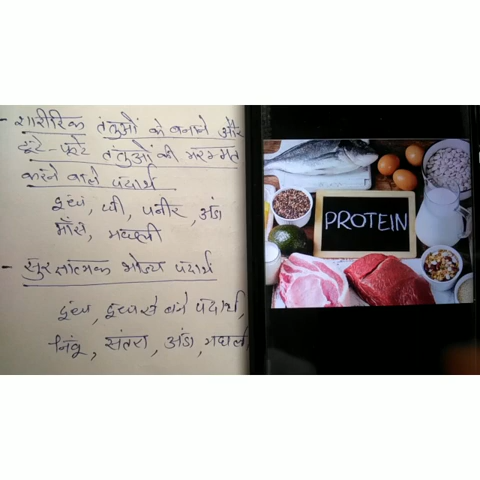 - शारीरिक तंतुओं को बनाने और
टूटे-फूटे तंतुओं की मरम्मत
करने वाले पदार्थ
दूध, घी, पनीर, अंडा
माँस, मछली
- सुरक्षात्मक भोज्य पदार्थ
दूध, दूध से बने पदार्थ,
निंबू, संतरा, अंडा, मछली
PROTEIN